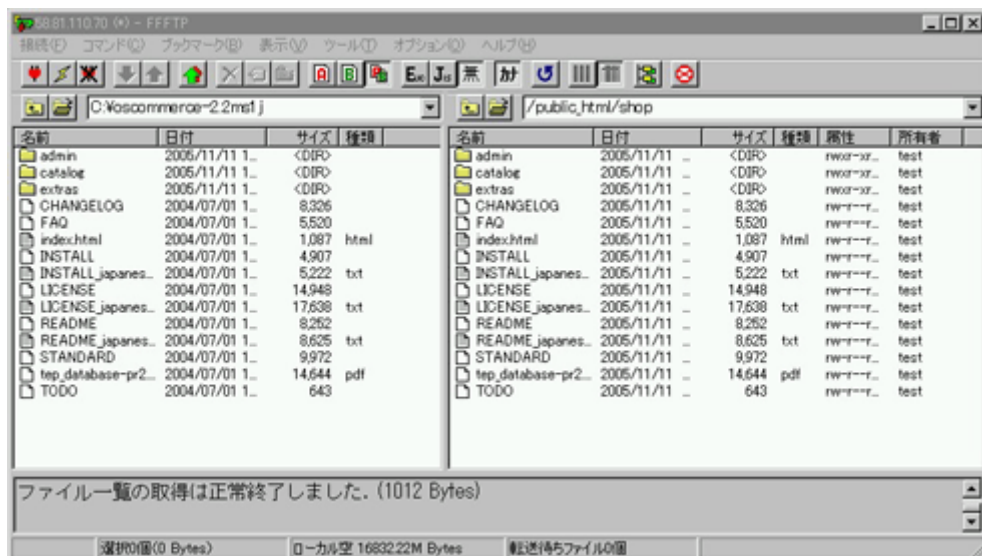 58.81.110.70 (*) - FFFTP
接続(F) コマンド(C) ブックマーク(B) 表示(V) ツール(T) オプション(O) ヘルプ(H)
A B Euc Jis 無 カナ
C:¥oscommerce-2.2ms1j /public_html/shop
名前 日付 サイズ 種類 名前 日付 サイズ 種類 属性 所有者
admin 2005/11/11 1... <DIR> admin 2005/11/11 ... <DIR> rwxr-xr... test
catalog 2005/11/11 1... <DIR> catalog 2005/11/11 ... <DIR> rwxr-xr... test
extras 2005/11/11 1... <DIR> extras 2005/11/11 ... <DIR> rwxr-xr... test
CHANGELOG 2004/07/01 1... 8,326 CHANGELOG 2005/11/11 ... 8,326 rw-r--r... test
FAQ 2004/07/01 1... 5,520 FAQ 2005/11/11 ... 5,520 rw-r--r... test
index.html 2004/07/01 1... 1,087 html index.html 2005/11/11 ... 1,087 html rw-r--r... test
INSTALL 2004/07/01 1... 4,907 INSTALL 2005/11/11 ... 4,907 rw-r--r... test
INSTALL_japanes... 2004/07/01 1... 5,222 txt INSTALL_japanes... 2005/11/11 ... 5,222 txt rw-r--r... test
LICENSE 2004/07/01 1... 14,948 LICENSE 2005/11/11 ... 14,948 rw-r--r... test
LICENSE_japanes... 2004/07/01 1... 17,638 txt LICENSE_japanes... 2005/11/11 ... 17,638 txt rw-r--r... test
README 2004/07/01 1... 8,252 README 2005/11/11 ... 8,252 rw-r--r... test
README_japanes... 2004/07/01 1... 8,625 txt README_japanes... 2005/11/11 ... 8,625 txt rw-r--r... test
STANDARD 2004/07/01 1... 9,972 STANDARD 2005/11/11 ... 9,972 rw-r--r... test
tep_database-pr2... 2004/07/01 1... 14,644 pdf tep_database-pr2... 2005/11/11 ... 14,644 pdf rw-r--r... test
TODO 2004/07/01 1... 643 TODO 2005/11/11 ... 643 rw-r--r... test
ファイル一覧の取得は正常終了しました. (1012 Bytes)
選択0個(0 Bytes) ローカル空 16832.22M Bytes 転送待ちファイル0個